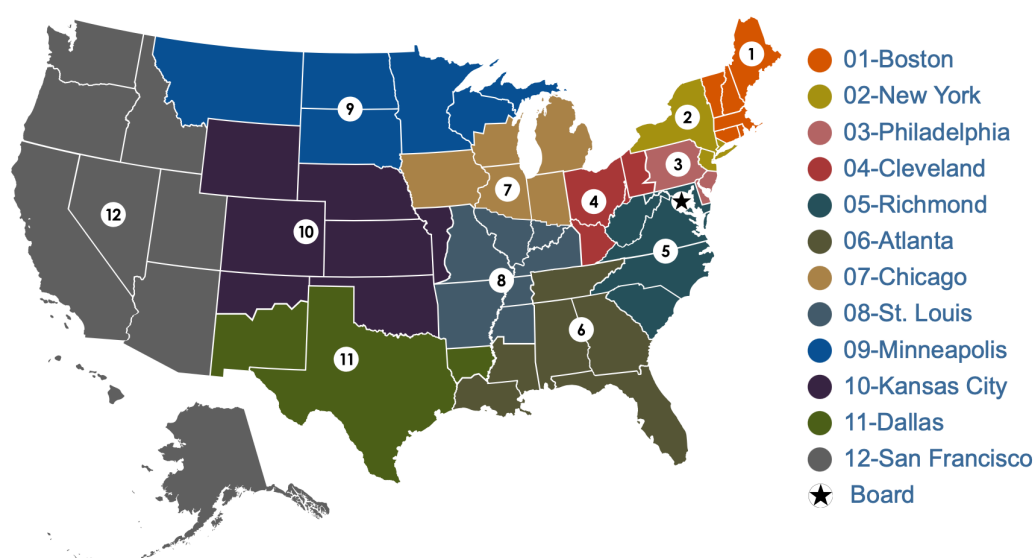 1
9
2
3
7
4
12
10
5
8
6
11
01-Boston
02-New York
03-Philadelphia
04-Cleveland
05-Richmond
06-Atlanta
07-Chicago
08-St. Louis
09-Minneapolis
10-Kansas City
11-Dallas
12-San Francisco
Board